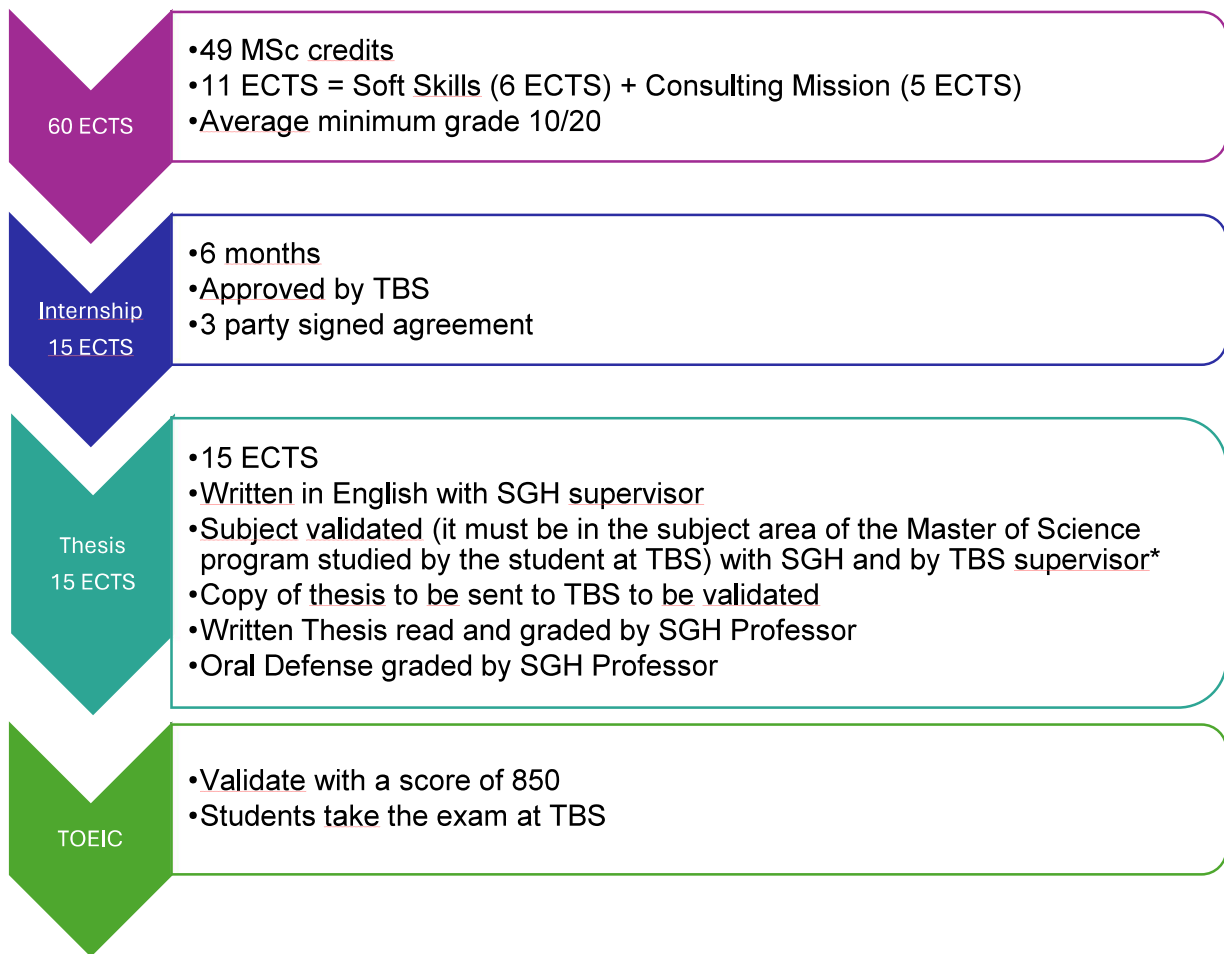 60 ECTS
•49 MSc credits
•11 ECTS = Soft Skills (6 ECTS) + Consulting Mission (5 ECTS)
•Average minimum grade 10/20
Internship
15 ECTS
•6 months
•Approved by TBS
•3 party signed agreement
Thesis
15 ECTS
•15 ECTS
•Written in English with SGH supervisor
•Subject validated (it must be in the subject area of the Master of Science
program studied by the student at TBS) with SGH and by TBS supervisor*
•Copy of thesis to be sent to TBS to be validated
•Written Thesis read and graded by SGH Professor
•Oral Defense graded by SGH Professor
TOEIC
•Validate with a score of 850
•Students take the exam at TBS